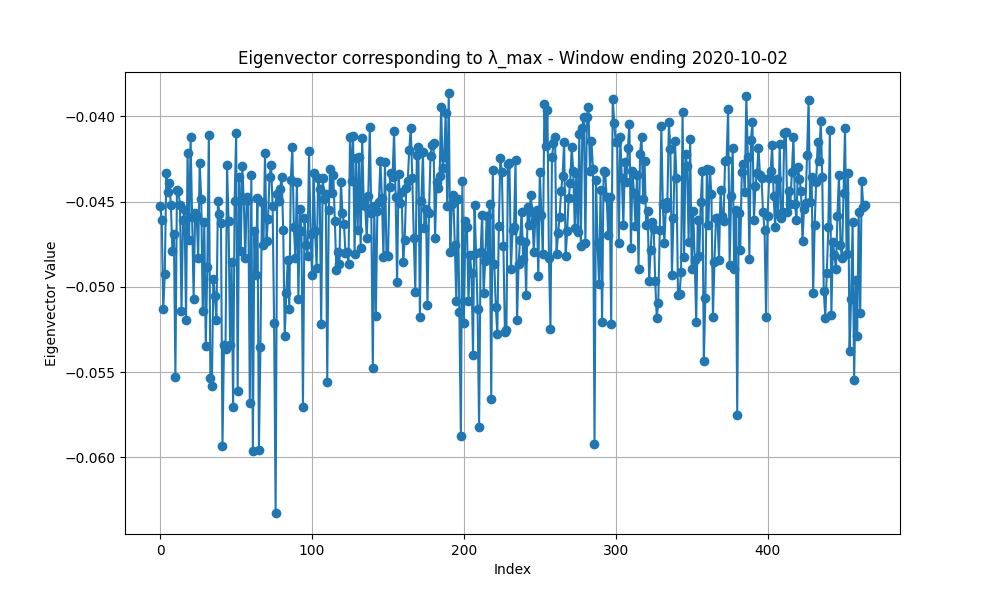 Eigenvector corresponding to λ_max - Window ending 2020-10-02
−0.040
−0.045
−0.050
−0.055
−0.060
Eigenvector Value
0 100 200 300 400
Index